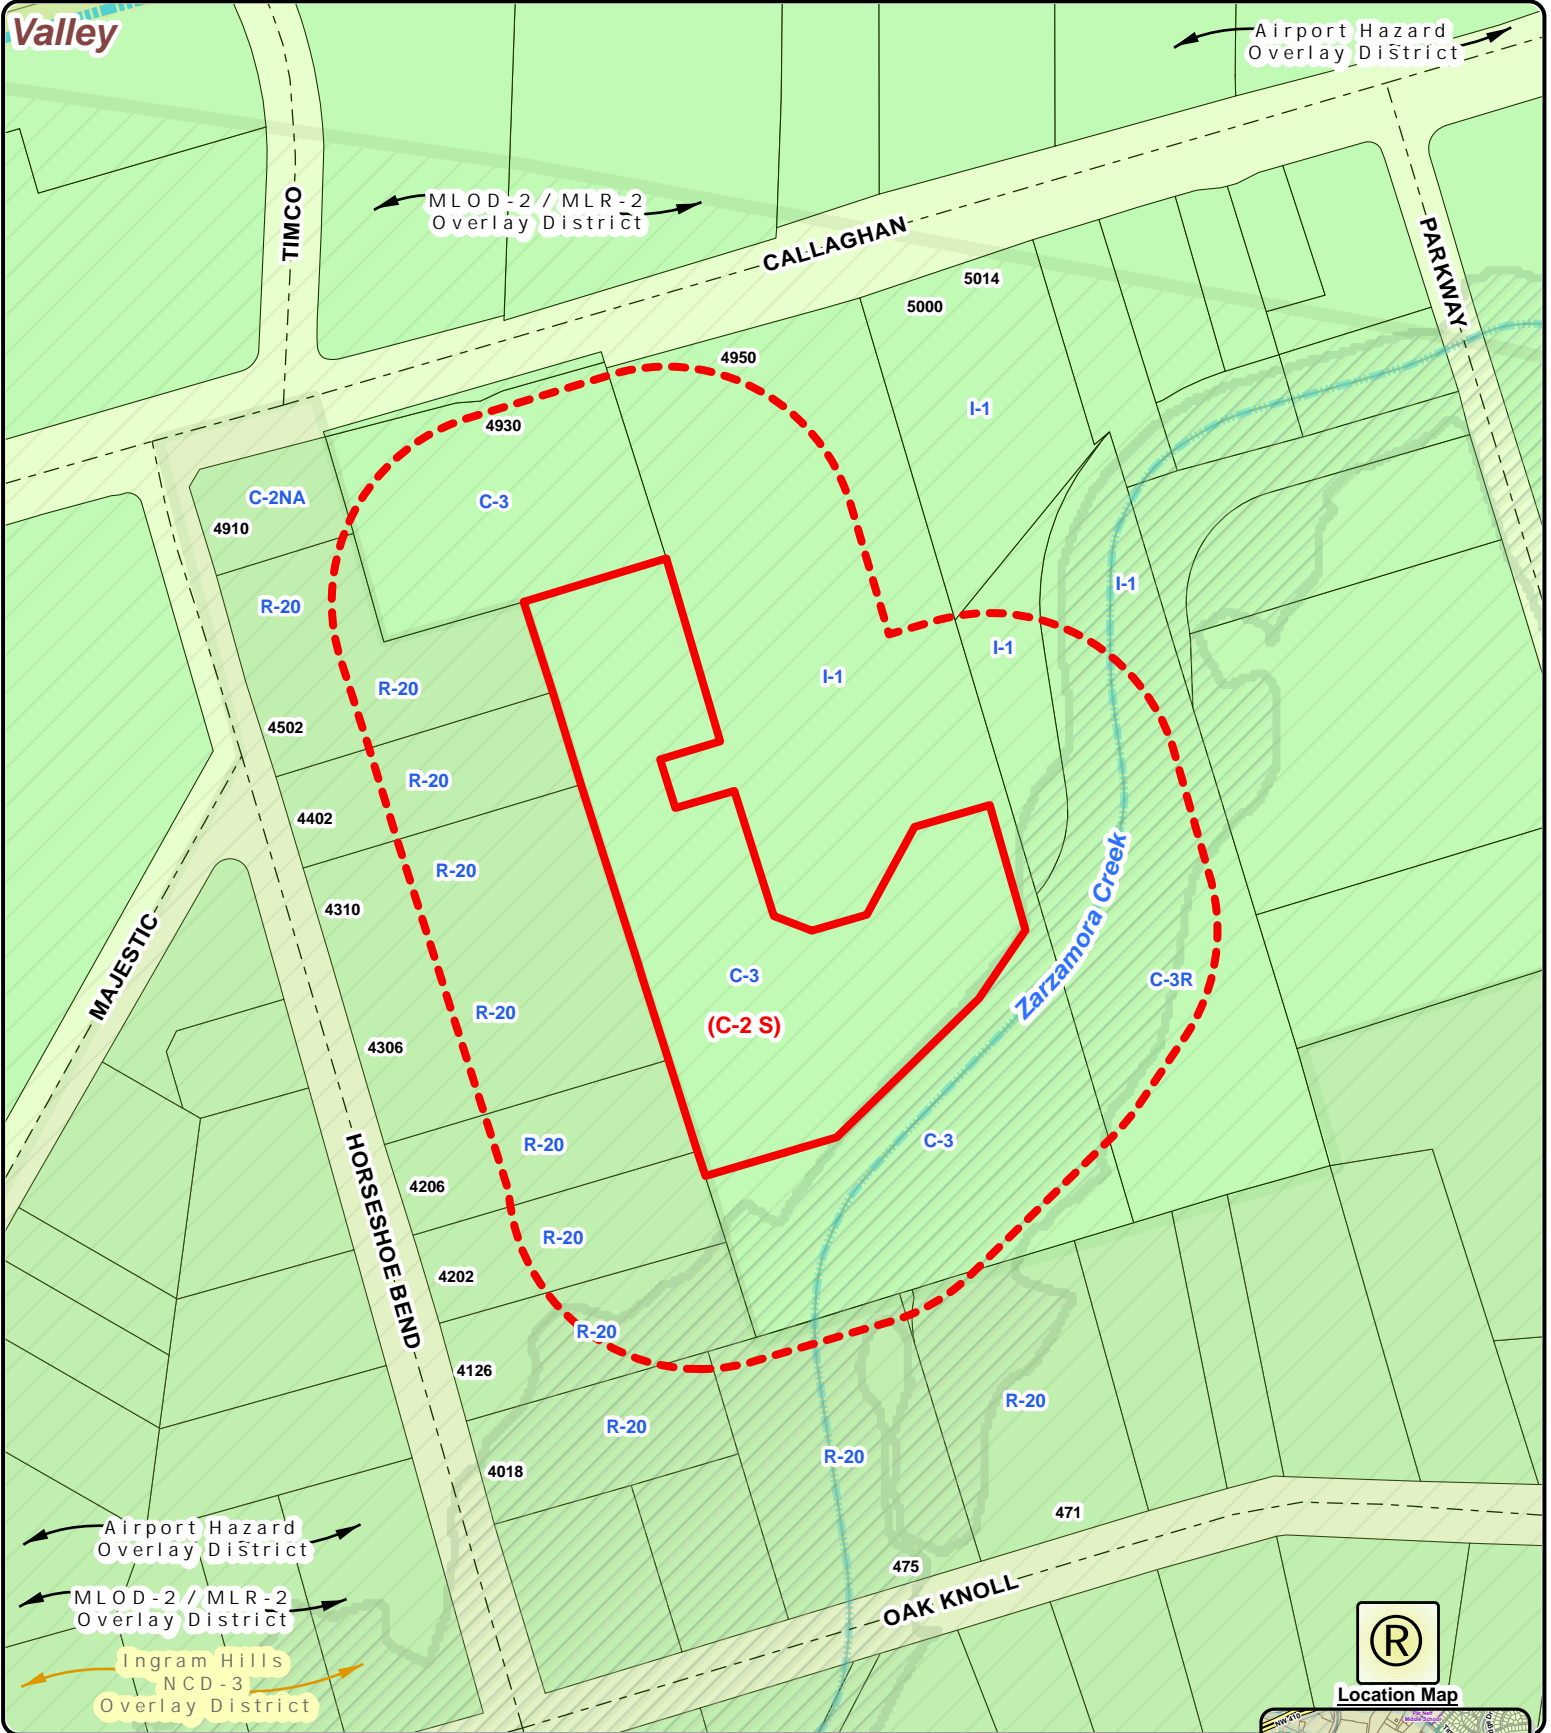 Valley
Airport Hazard
Overlay District
TIMCO
MLOD-2 / MLR-2
Overlay District
CALLAGHAN
PARKWAY
5014
5000
4950
I-1
4930
C-2NA
C-3
4910
I-1
R-20
I-1
I-1
R-20
4502
R-20
4402
R-20
4310
Zarzamora Creek
MAJESTIC
C-3
C-3R
R-20
(C-2 S)
4306
HORSESHOE BEND
C-3
R-20
4206
R-20
4202
R-20
4126
R-20
R-20
R-20
4018
471
Airport Hazard
Overlay District
475
OAK KNOLL
MLOD-2 / MLR-2
Overlay District
Ingram Hills
NCD-3
Overlay District
R
Location Map
NW 410